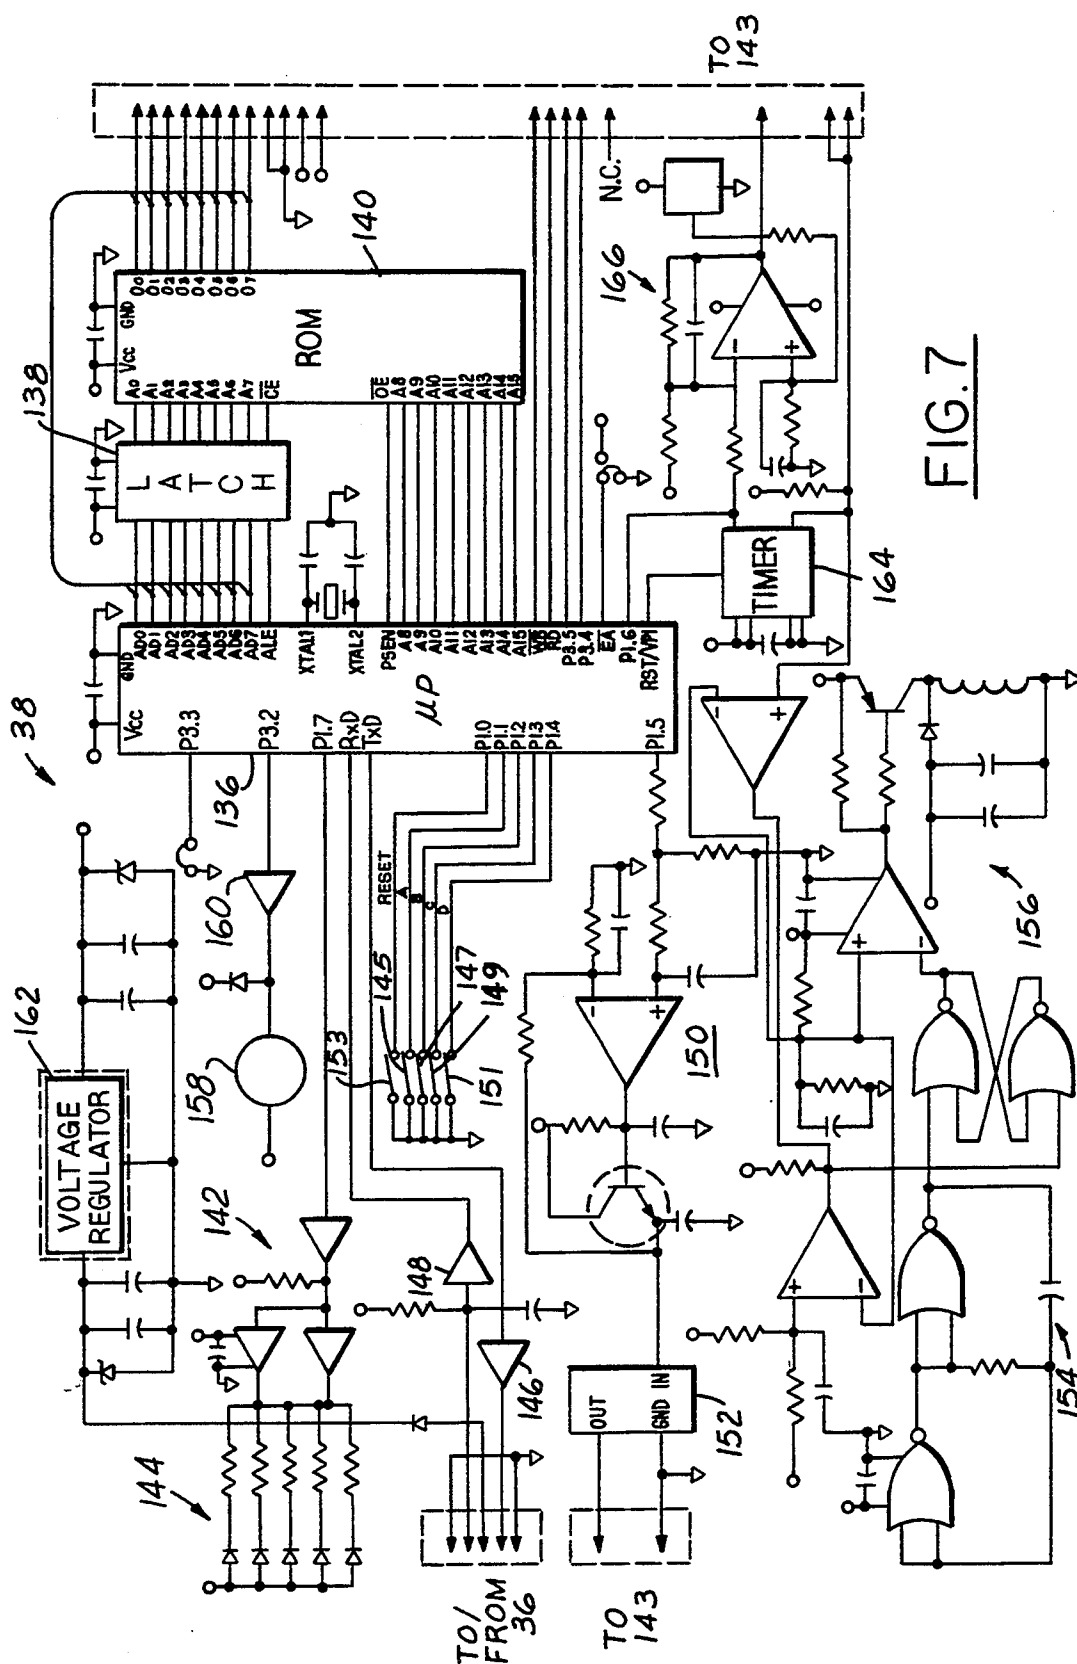 38
162
VOLTAGE
REGULATOR
142
144
158
160
136
P3.3
P3.2
P1.7
RxD
TxD
P1.0
P1.1
P1.2
P1.3
P1.4
P1.5
µP
Vcc
GND
AD0
AD1
AD2
AD3
AD4
AD5
AD6
AD7
ALE
XTAL1
XTAL2
PSEN
A8
A9
A10
A11
A12
A13
A14
A15
WR
RD
P3.5
P3.4
EA
P1.6
RST/VPD
138
LATCH
Vcc
GND
A0
A1
A2
A3
A4
A5
A6
A7
CE
OE
A8
A9
A10
A11
A12
A13
A14
A15
ROM
O0
O1
O2
O3
O4
O5
O6
O7
140
TO
143
N.C.
166
TIMER
164
RESET
A
B
C
D
153
145
147
149
151
148
146
TO/
FROM
36
TO
143
OUT
GND IN
152
150
154
156
+
-
+
-
+
-
+
-
+
-
FIG. 7